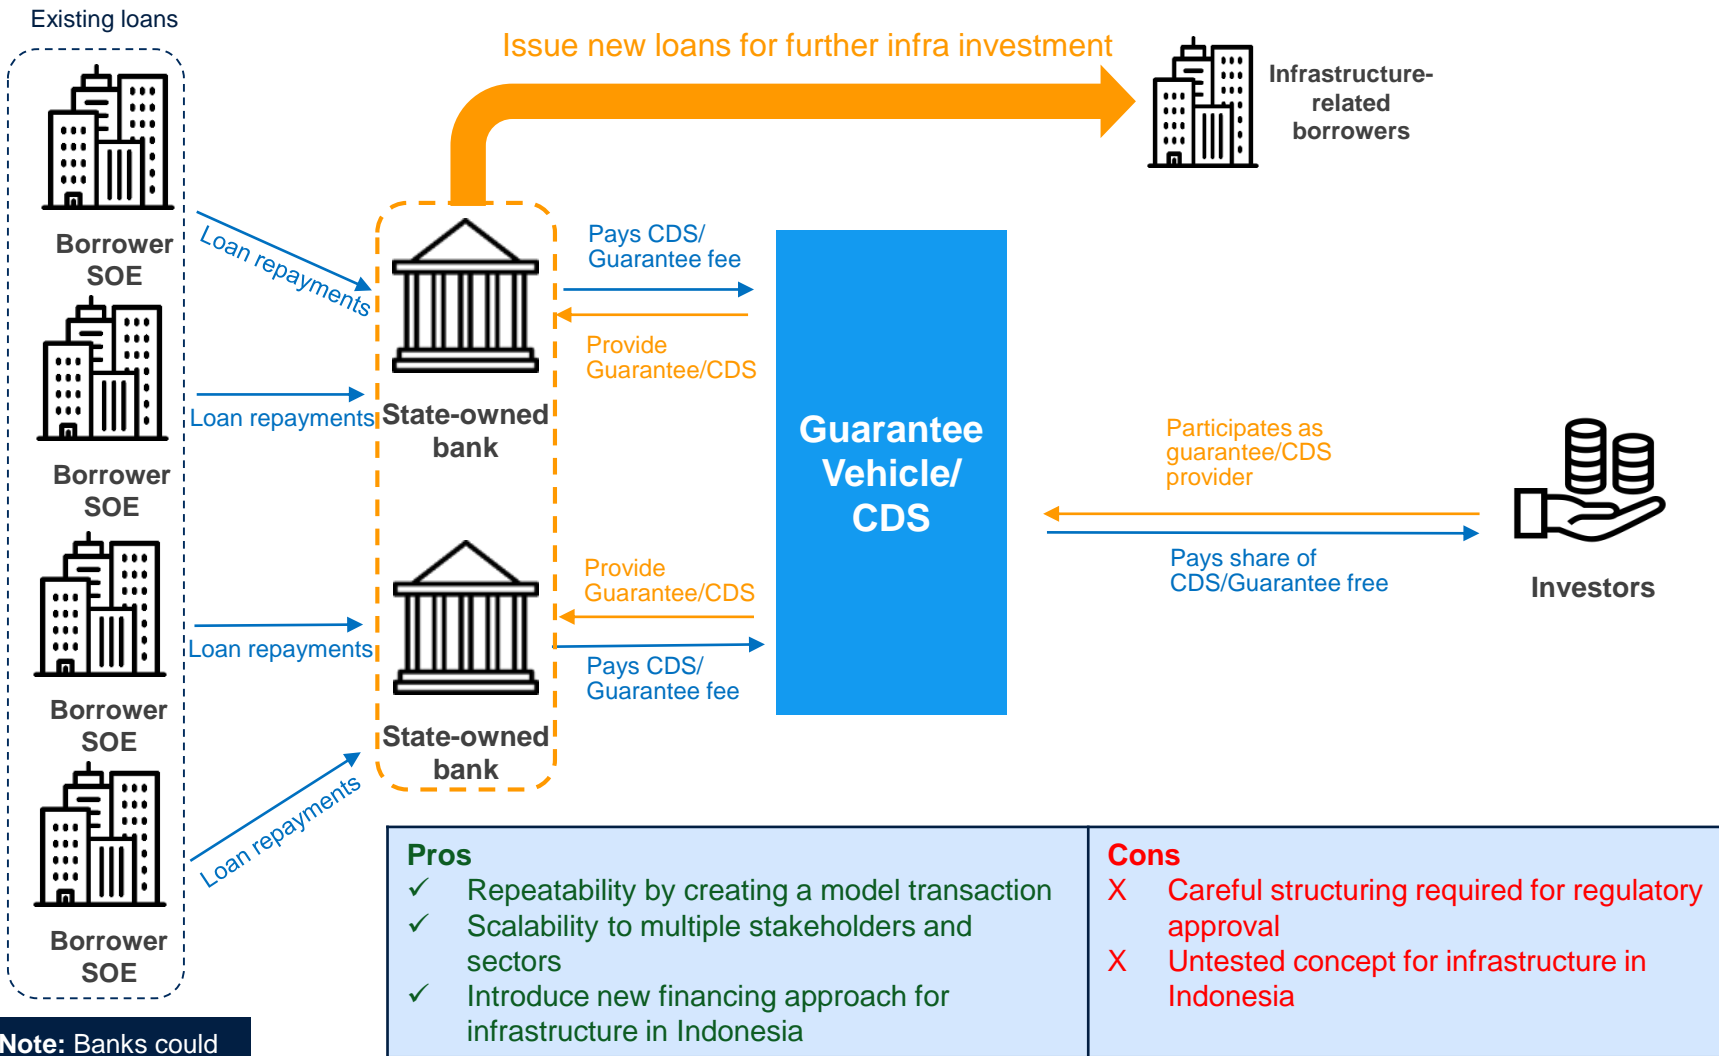 Existing loans
Issue new loans for further infra investment
Infrastructure-
related
borrowers
Borrower
SOE
Loan repayments
Pays CDS/
Guarantee fee
Provide
Guarantee/CDS
State-owned
bank
Borrower
SOE
Loan repayments
Guarantee
Vehicle/
CDS
Participates as
guarantee/CDS
provider
Pays share of
CDS/Guarantee free
Investors
Borrower
SOE
Loan repayments
Provide
Guarantee/CDS
Pays CDS/
Guarantee fee
State-owned
bank
Borrower
SOE
Loan repayments
Pros
✓ Repeatability by creating a model transaction
✓ Scalability to multiple stakeholders and
sectors
✓ Introduce new financing approach for
infrastructure in Indonesia
Cons
X Careful structuring required for regulatory
approval
X Untested concept for infrastructure in
Indonesia
Note: Banks could